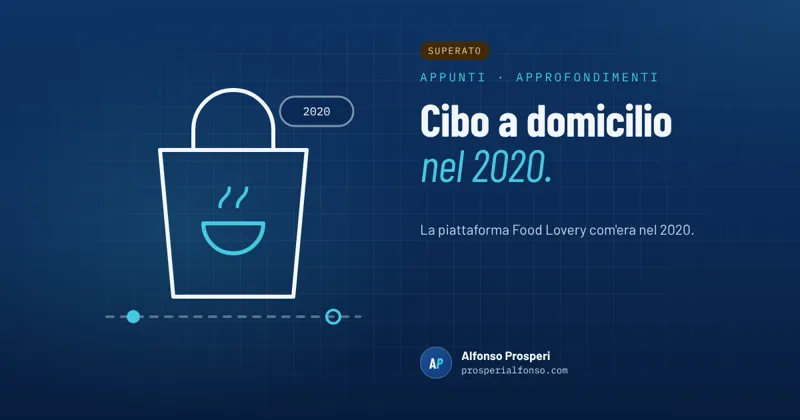 SUPERATO
APPUNTI · APPROFONDIMENTI
2020
Cibo a domicilio
nel 2020.
La piattaforma Food Lovery com'era nel 2020.
AP
Alfonso Prosperi
prosperialfonso.com